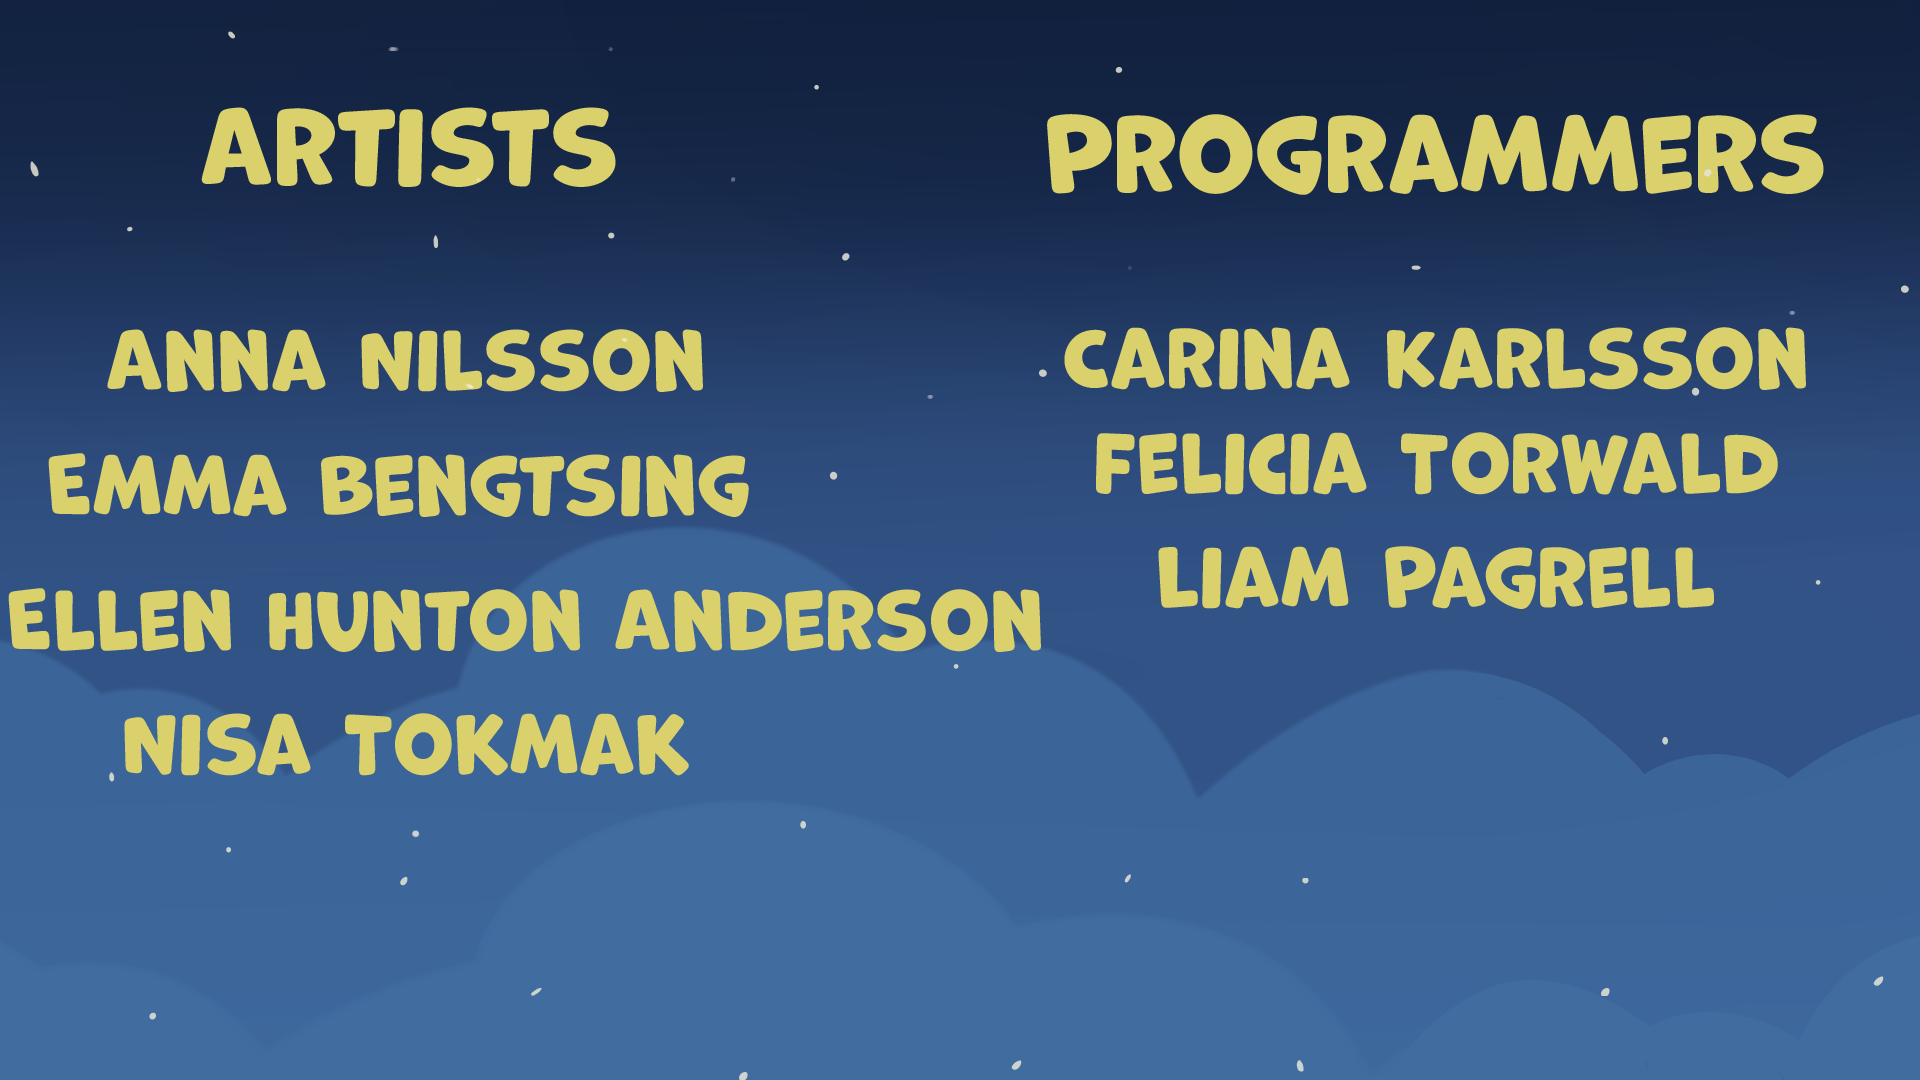 ARTISTS
ANNA NILSSON
EMMA BENGTSING
ELLEN HUNTON ANDERSON
NISA TOKMAK
PROGRAMMERS
CARINA KARLSSON
FELICIA TORWALD
LIAM PAGRELL